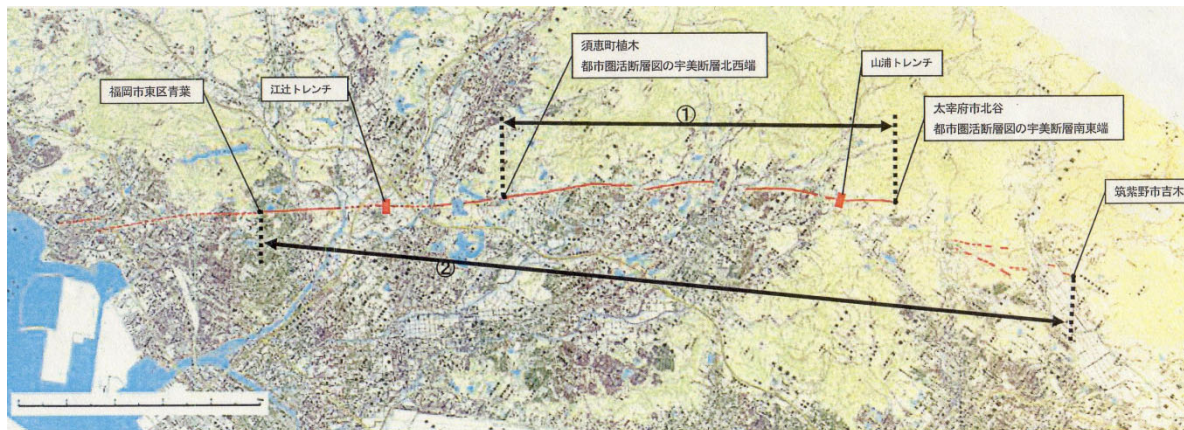 須恵町植木
都市圏活断層図の宇美断層北西端
山浦トレンチ
福岡市東区青葉
江辻トレンチ
太宰府市北谷
都市圏活断層図の宇美断層南東端
①
筑紫野市吉木
②